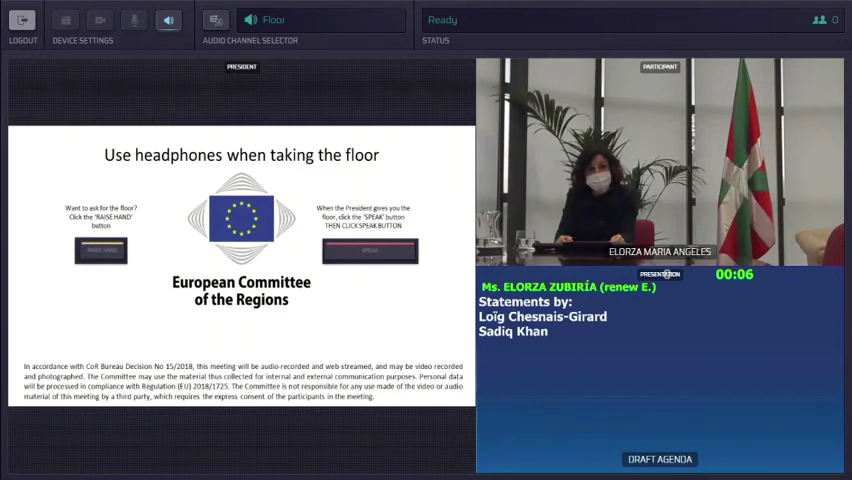 Floor
Ready
0
LOGOUT
DEVICE SETTINGS
AUDIO CHANNEL SELECTOR
STATUS
PRESIDENT
Use headphones when taking the floor
Want to ask for the floor?
Click the 'RAISE HAND'
button
RAISE HAND
When the President gives you the
floor, click the 'SPEAK' button
THEN CLICK SPEAK BUTTON
SPEAK
European Committee
of the Regions
In accordance with CoR Bureau Decision No 15/2018, this meeting will be audio-recorded and web-streamed, and may be video recorded
and photographed. The Committee may use the material thus collected for internal and external communication purposes. Personal data
will be processed in compliance with Regulation (EU) 2018/1725. The Committee is not responsible for any use made of the video or audio
material of this meeting by a third party, which requires the express consent of the participants in the meeting.
PARTICIPANT
ELORZA MARIA ANGELES
PRESENTATION
00:06
Ms. ELORZA ZUBIRÍA (renew E.)
Statements by:
Loïg Chesnais-Girard
Sadiq Khan
DRAFT AGENDA